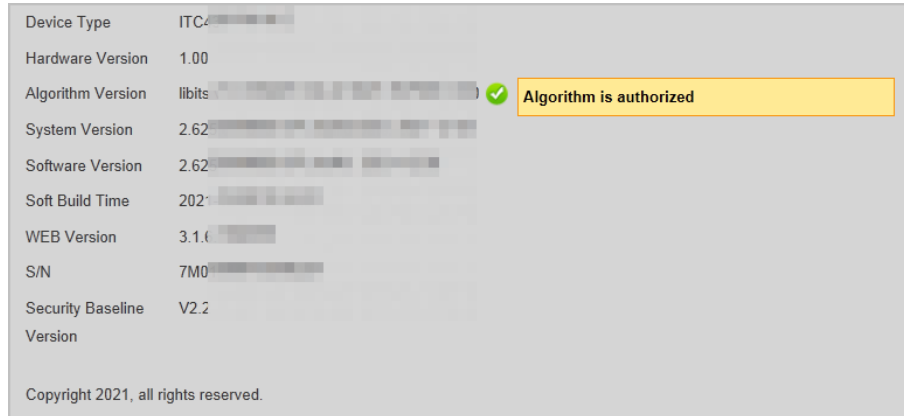 Device Type ITC
Hardware Version 1.00
Algorithm Version libits Algorithm is authorized
System Version 2.62
Software Version 2.62
Soft Build Time 2021
WEB Version 3.1.6
S/N 7M0
Security Baseline V2.2
Version
Copyright 2021, all rights reserved.